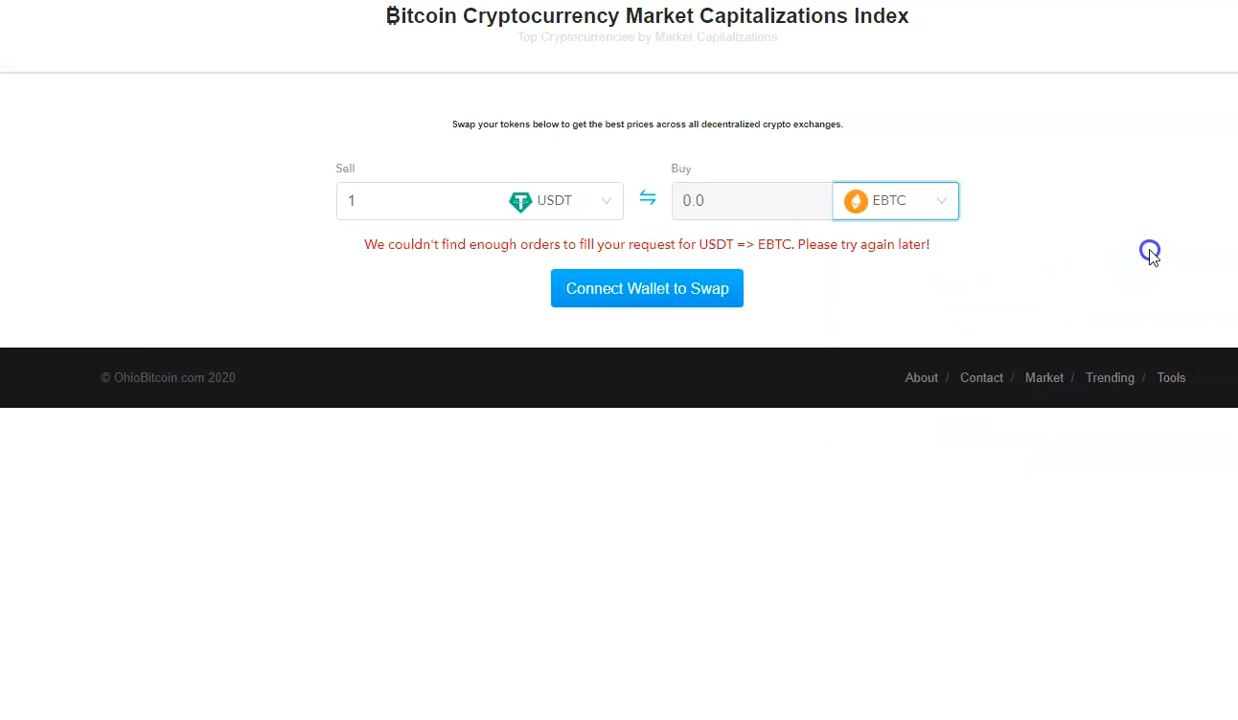 ₿itcoin Cryptocurrency Market Capitalizations Index
Top Cryptocurrencies by Market Capitalizations
Swap your tokens below to get the best prices across all decentralized crypto exchanges.
Sell
Buy
1 USDT
0.0 EBTC
We couldn't find enough orders to fill your request for USDT => EBTC. Please try again later!
Connect Wallet to Swap
© OhioBitcoin.com 2020
About / Contact / Market / Trending / Tools